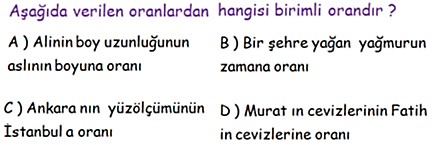 Aşağıda verilen oranlardan hangisi birimli orandır ?
A ) Alinin boy uzunluğunun
aslının boyuna oranı
B ) Bir şehre yağan yağmurun
zamana oranı
C ) Ankara nın yüzölçümünün
İstanbul a oranı
D ) Murat ın cevizlerinin Fatih
in cevizlerine oranı